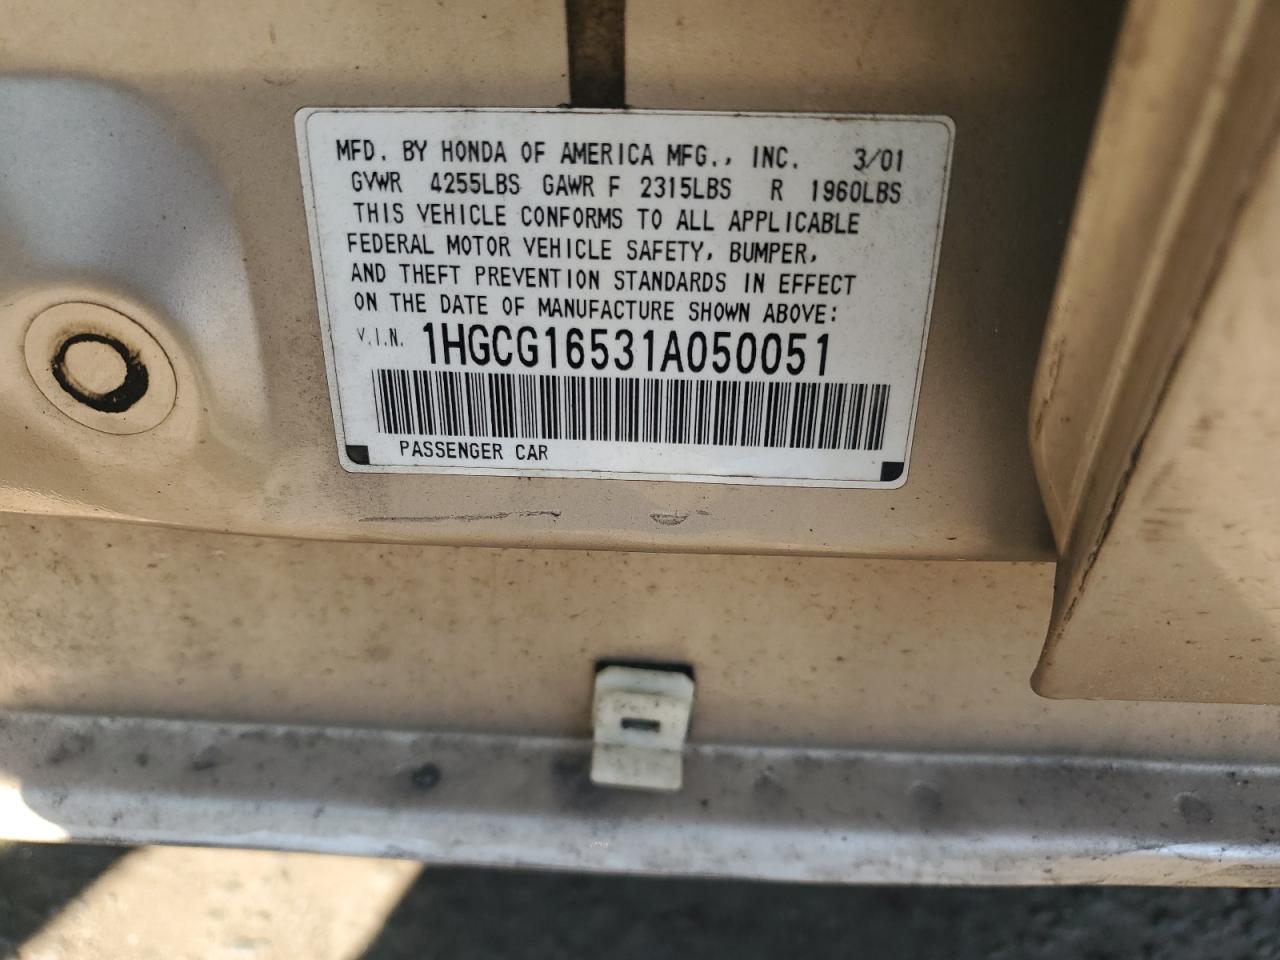 MFD. BY HONDA OF AMERICA MFG., INC. 3/01
GVWR 4255LBS GAWR F 2315LBS R 1960LBS
THIS VEHICLE CONFORMS TO ALL APPLICABLE
FEDERAL MOTOR VEHICLE SAFETY, BUMPER,
AND THEFT PREVENTION STANDARDS IN EFFECT
ON THE DATE OF MANUFACTURE SHOWN ABOVE:
V.I.N. 1HGCG16531A050051
PASSENGER CAR